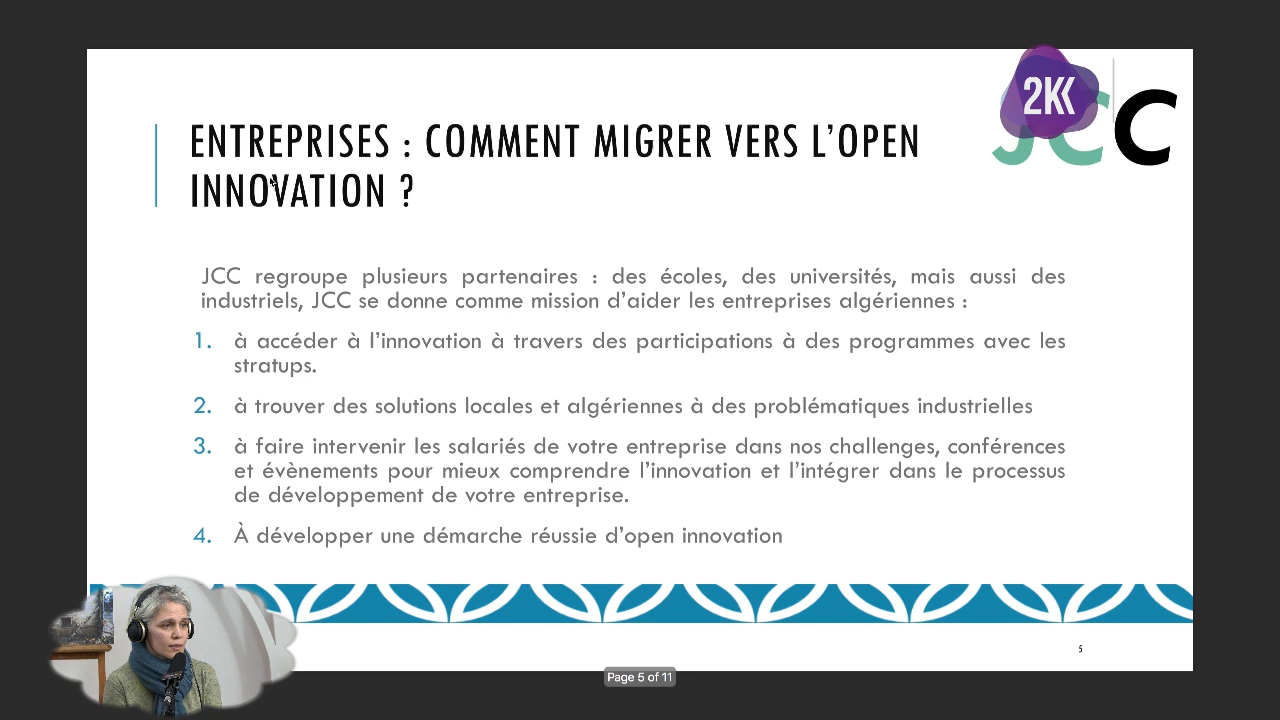 2K
JCC
ENTREPRISES : COMMENT MIGRER VERS L’OPEN
INNOVATION ?
JCC regroupe plusieurs partenaires : des écoles, des universités, mais aussi des
industriels, JCC se donne comme mission d’aider les entreprises algériennes :
1. à accéder à l’innovation à travers des participations à des programmes avec les
stratups.
2. à trouver des solutions locales et algériennes à des problématiques industrielles
3. à faire intervenir les salariés de votre entreprise dans nos challenges, conférences
et évènements pour mieux comprendre l’innovation et l’intégrer dans le processus
de développement de votre entreprise.
4. À développer une démarche réussie d’open innovation
5
Page 5 of 11